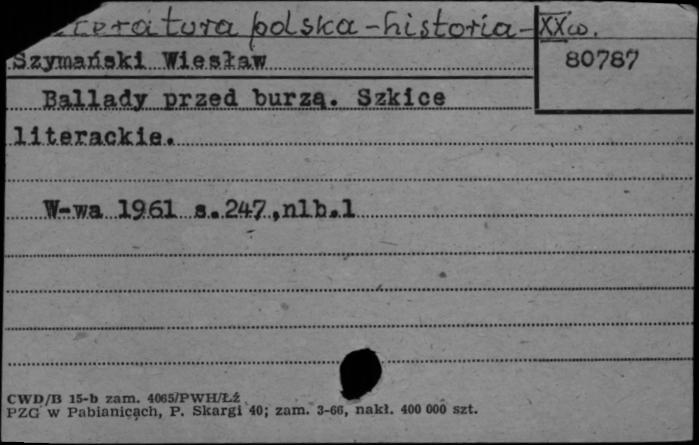 literatura polska - historia - XX w.
Szymański Wiesław
80787
Ballady przed burzą. Szkice
literackie.
W-wa 1961 s. 247, nlb.1
CWD/B 15-b zam. 4065/PWH/Łż
PZG w Pabianicach, P. Skargi 40; zam. 3-66, nakł. 400 000 szt.